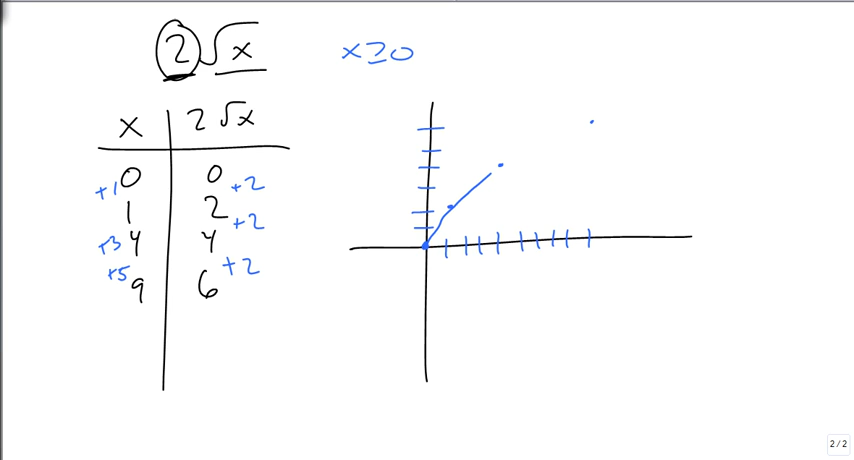 2√x x≥0
x 2√x
0 0
+1 +2
1 2
+2
+3 4 4
+5 +2
9 6
2/2